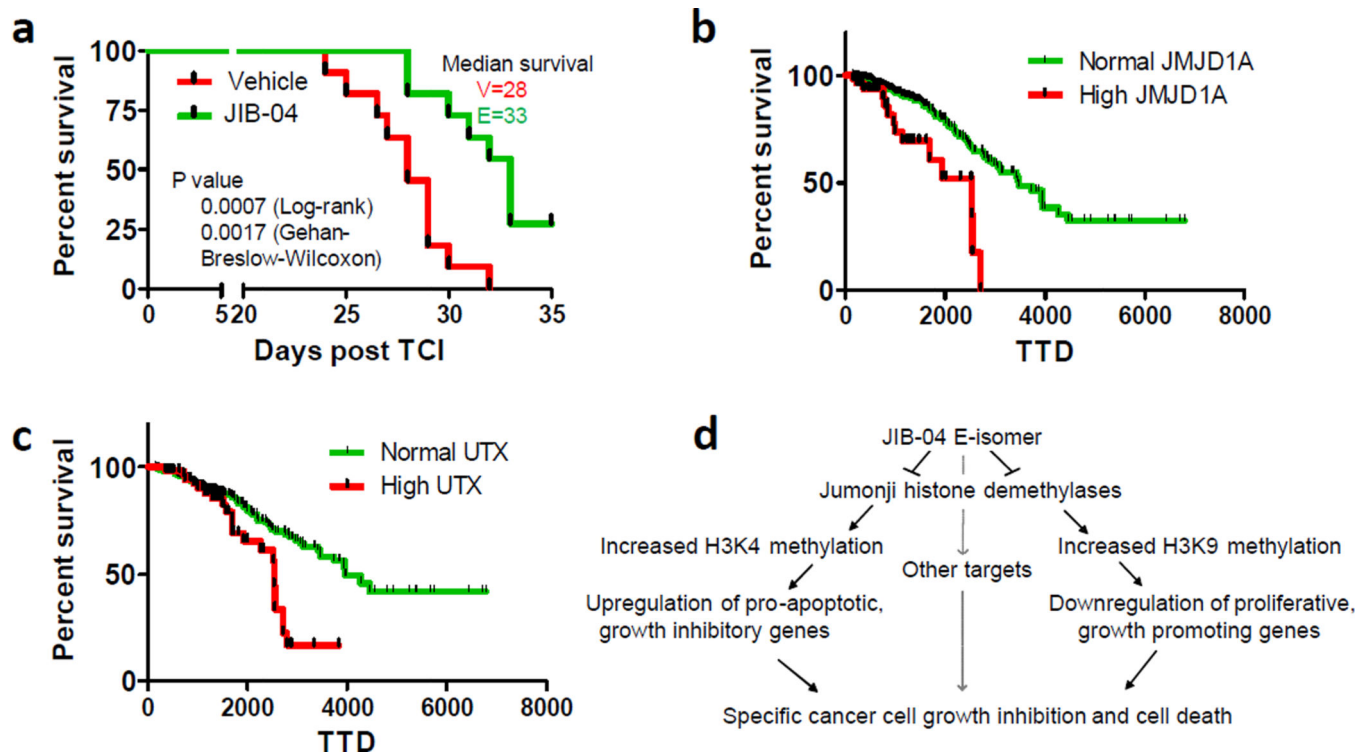 a
Percent survival
100
75
50
25
0
Vehicle
JIB-04
Median survival
V=28
E=33
P value
0.0007 (Log-rank)
0.0017 (Gehan-
Breslow-Wilcoxon)
0 5 20 25 30 35
Days post TCI
b
Percent survival
100
50
0
Normal JMJD1A
High JMJD1A
0 2000 4000 6000 8000
TTD
c
Percent survival
100
50
0
Normal UTX
High UTX
0 2000 4000 6000 8000
TTD
d
JIB-04 E-isomer
Jumonji histone demethylases
Increased H3K4 methylation
Other targets
Increased H3K9 methylation
Upregulation of pro-apoptotic,
growth inhibitory genes
Downregulation of proliferative,
growth promoting genes
Specific cancer cell growth inhibition and cell death